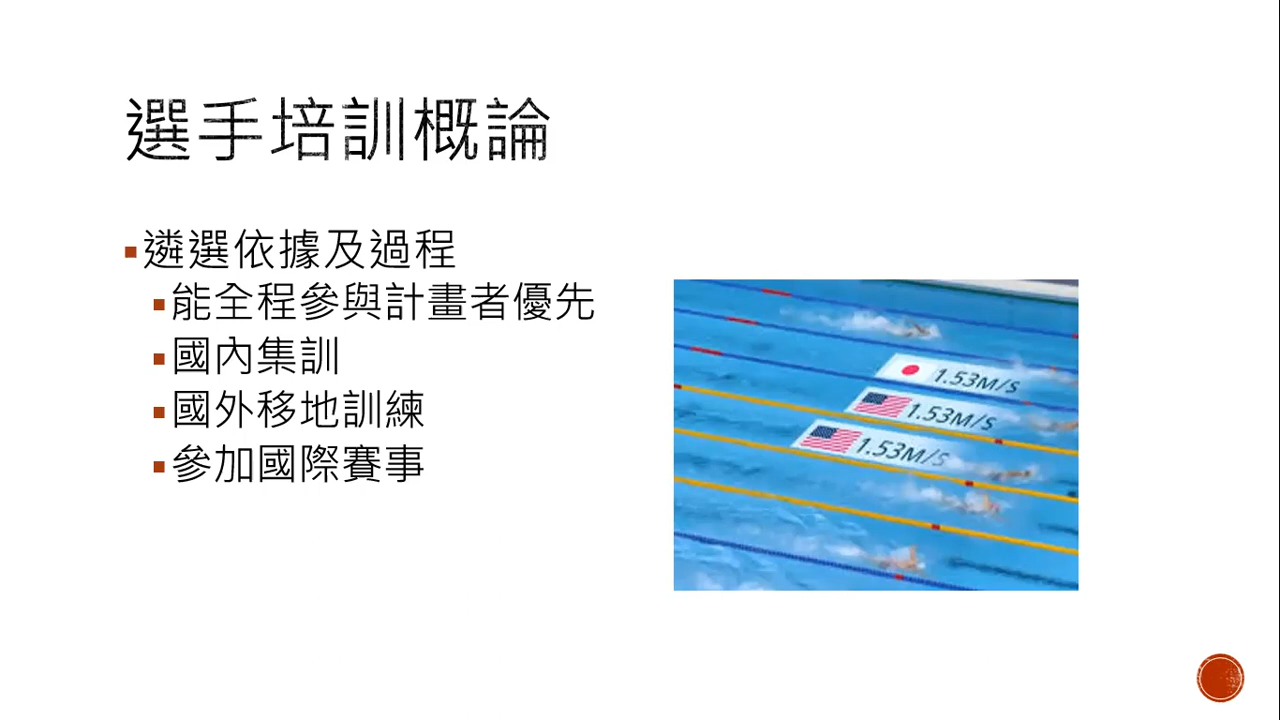 選手培訓概論
遴選依據及過程
能全程參與計畫者優先
國內集訓
國外移地訓練
參加國際賽事
1.53M/S
1.53M/S
1.53M/S